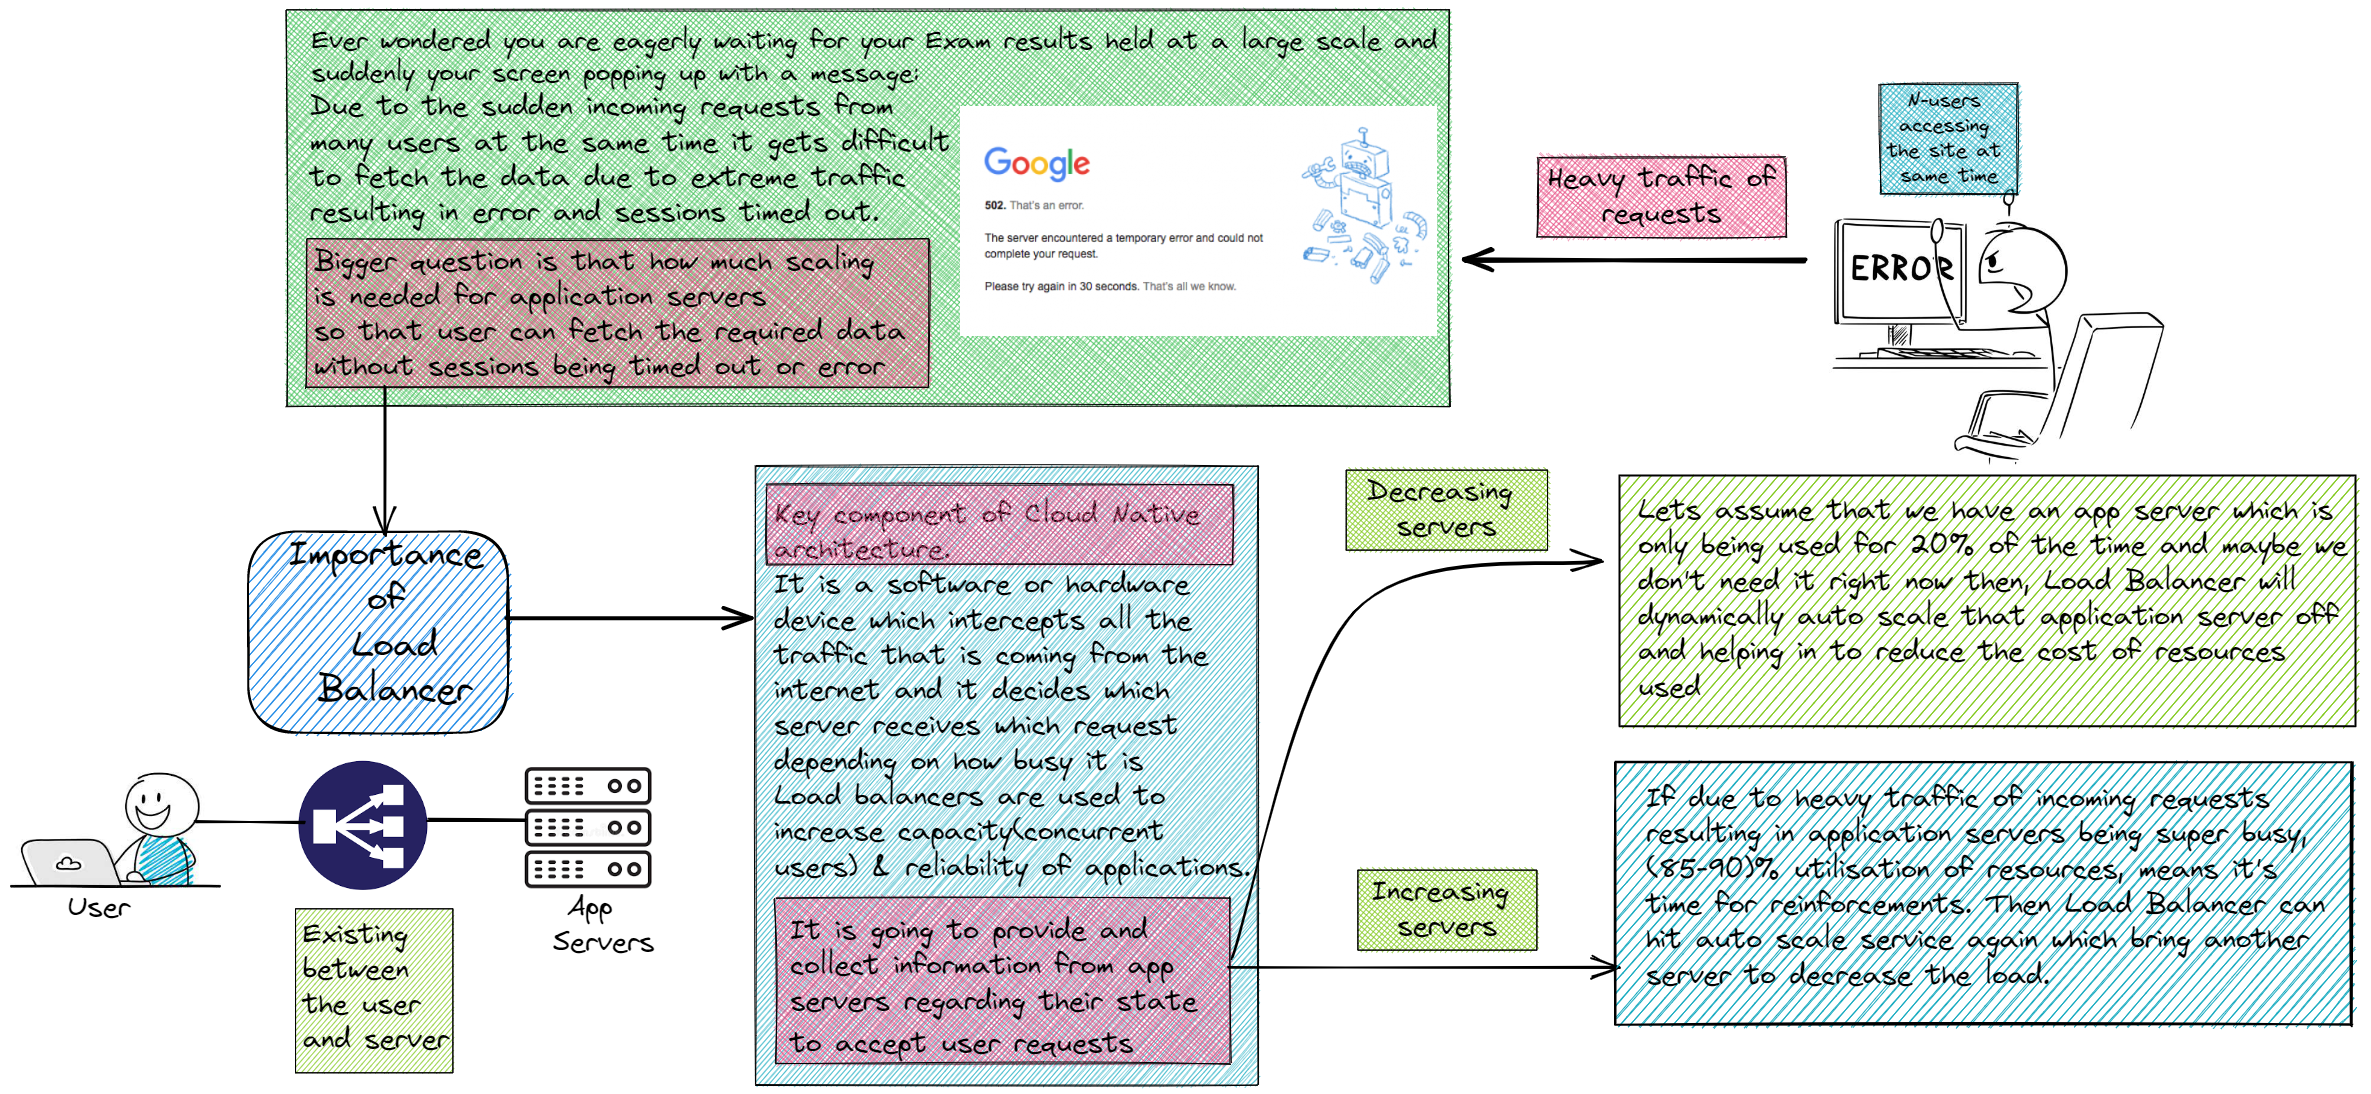 Ever wondered you are eagerly waiting for your Exam results held at a large scale and
suddenly your screen popping up with a message:
Due to the sudden incoming requests from
many users at the same time it gets difficult
to fetch the data due to extreme traffic
resulting in error and sessions timed out.
Bigger question is that how much scaling
is needed for application servers
so that user can fetch the required data
without sessions being timed out or error
Google
502. That's an error.
The server encountered a temporary error and could not
complete your request.
Please try again in 30 seconds. That's all we know.
Heavy traffic of
requests
N-users
accessing
the site at
same time
ERROR
Importance
of
Load
Balancer
User
Existing
between
the user
and server
App
Servers
Key component of Cloud Native
architecture.
It is a software or hardware
device which intercepts all the
traffic that is coming from the
internet and it decides which
server receives which request
depending on how busy it is
Load balancers are used to
increase capacity(concurrent
users) & reliability of applications.
It is going to provide and
collect information from app
servers regarding their state
to accept user requests
Decreasing
servers
Lets assume that we have an app server which is
only being used for 20% of the time and maybe we
don't need it right now then, Load Balancer will
dynamically auto scale that application server off
and helping in to reduce the cost of resources
used
Increasing
servers
If due to heavy traffic of incoming requests
resulting in application servers being super busy,
(85-90)% utilisation of resources, means it's
time for reinforcements. Then Load Balancer can
hit auto scale service again which bring another
server to decrease the load.